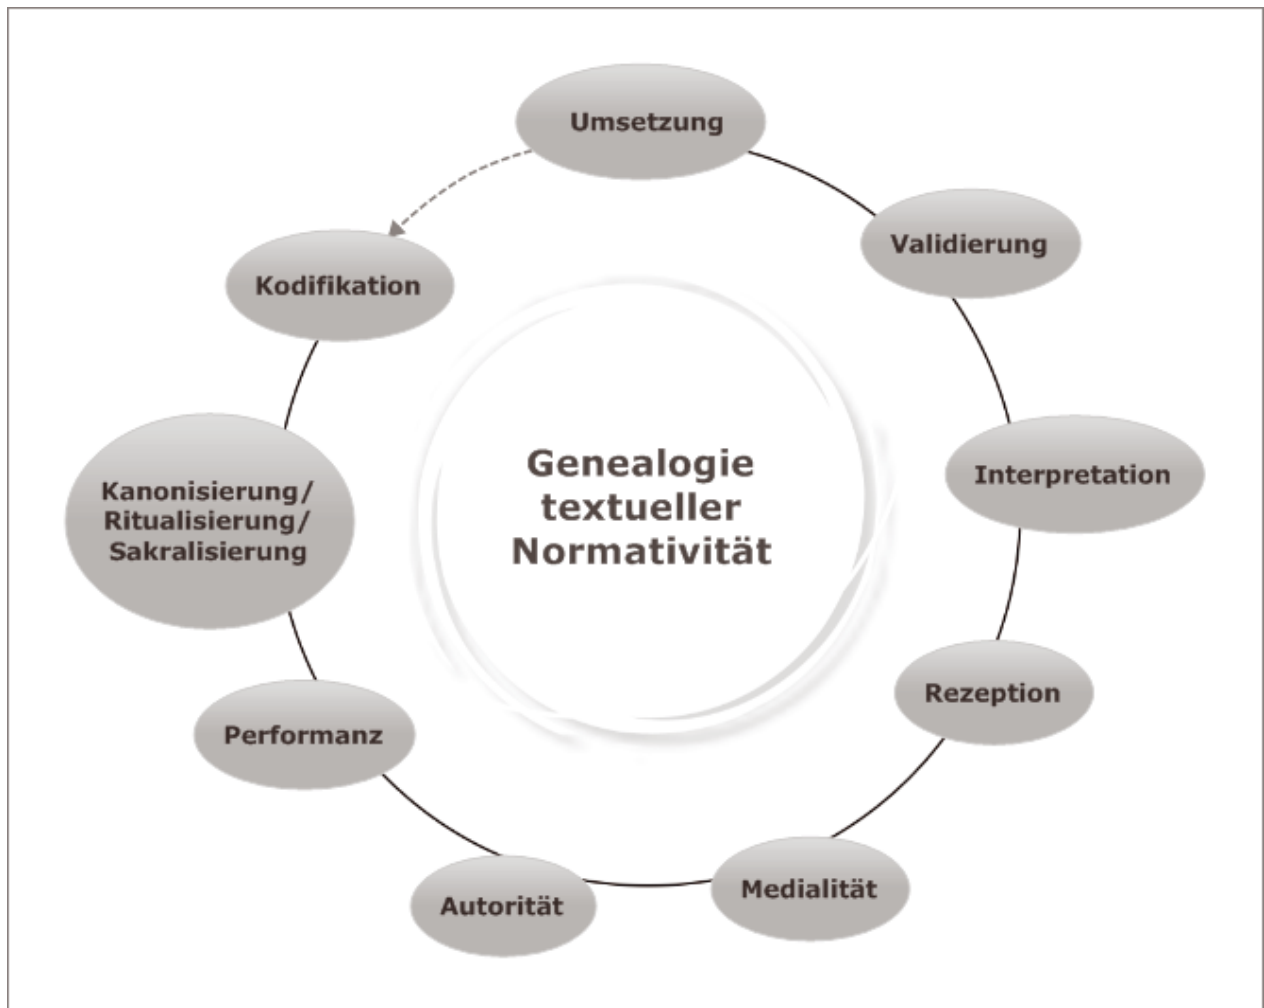 Umsetzung
Validierung
Kodifikation
Interpretation
Kanonisierung/
Ritualisierung/
Sakralisierung
Genealogie
textueller
Normativität
Rezeption
Performanz
Medialität
Autorität